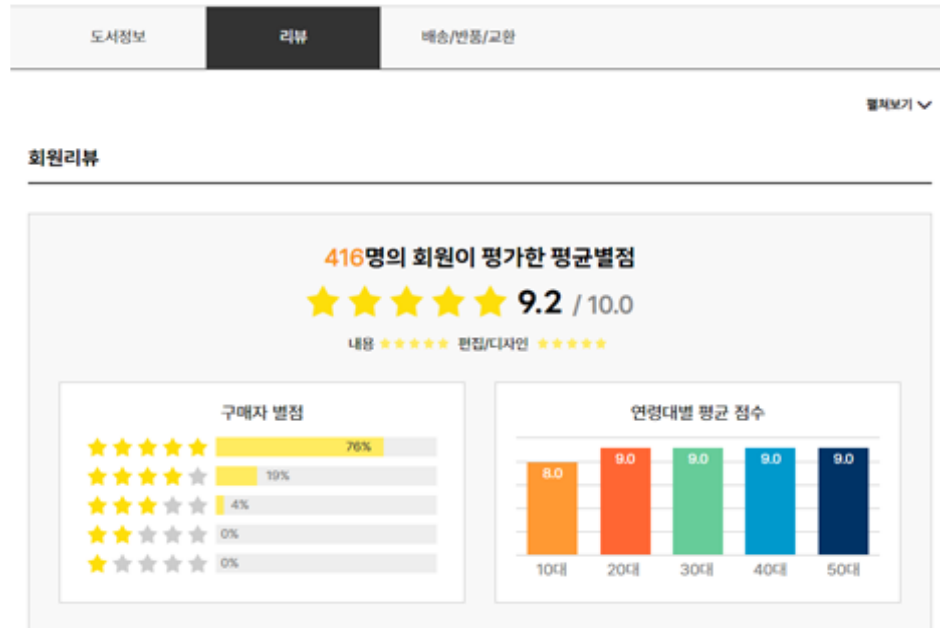 도서정보 리뷰 배송/반품/교환
펼쳐보기
회원리뷰
416명의 회원이 평가한 평균별점
9.2 / 10.0
내용 편집/디자인
구매자 별점
76%
19%
4%
0%
0%
연령대별 평균 점수
8.0 9.0 9.0 9.0 9.0
10대 20대 30대 40대 50대